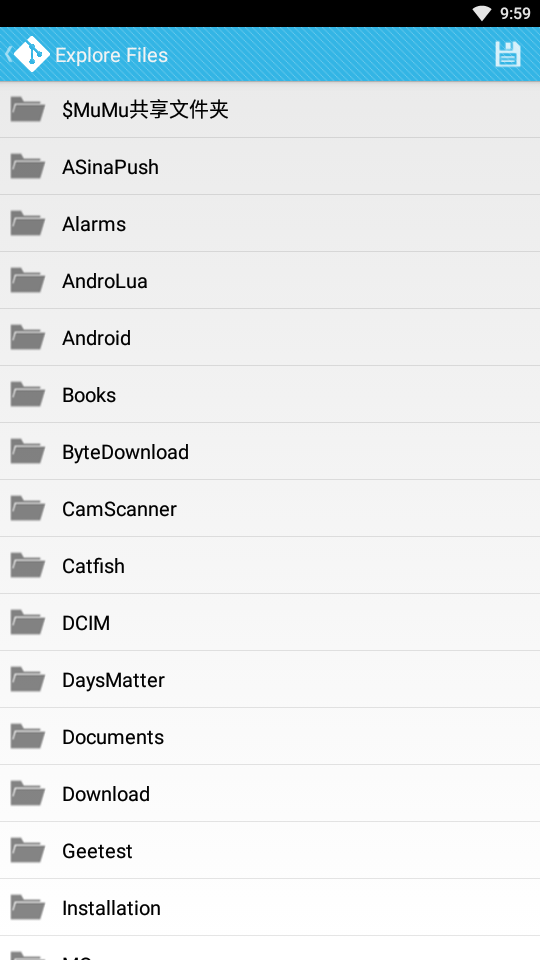 9:59
Explore Files
$MuMu共享文件夹
ASinaPush
Alarms
AndroLua
Android
Books
ByteDownload
CamScanner
Catfish
DCIM
DaysMatter
Documents
Download
Geetest
Installation